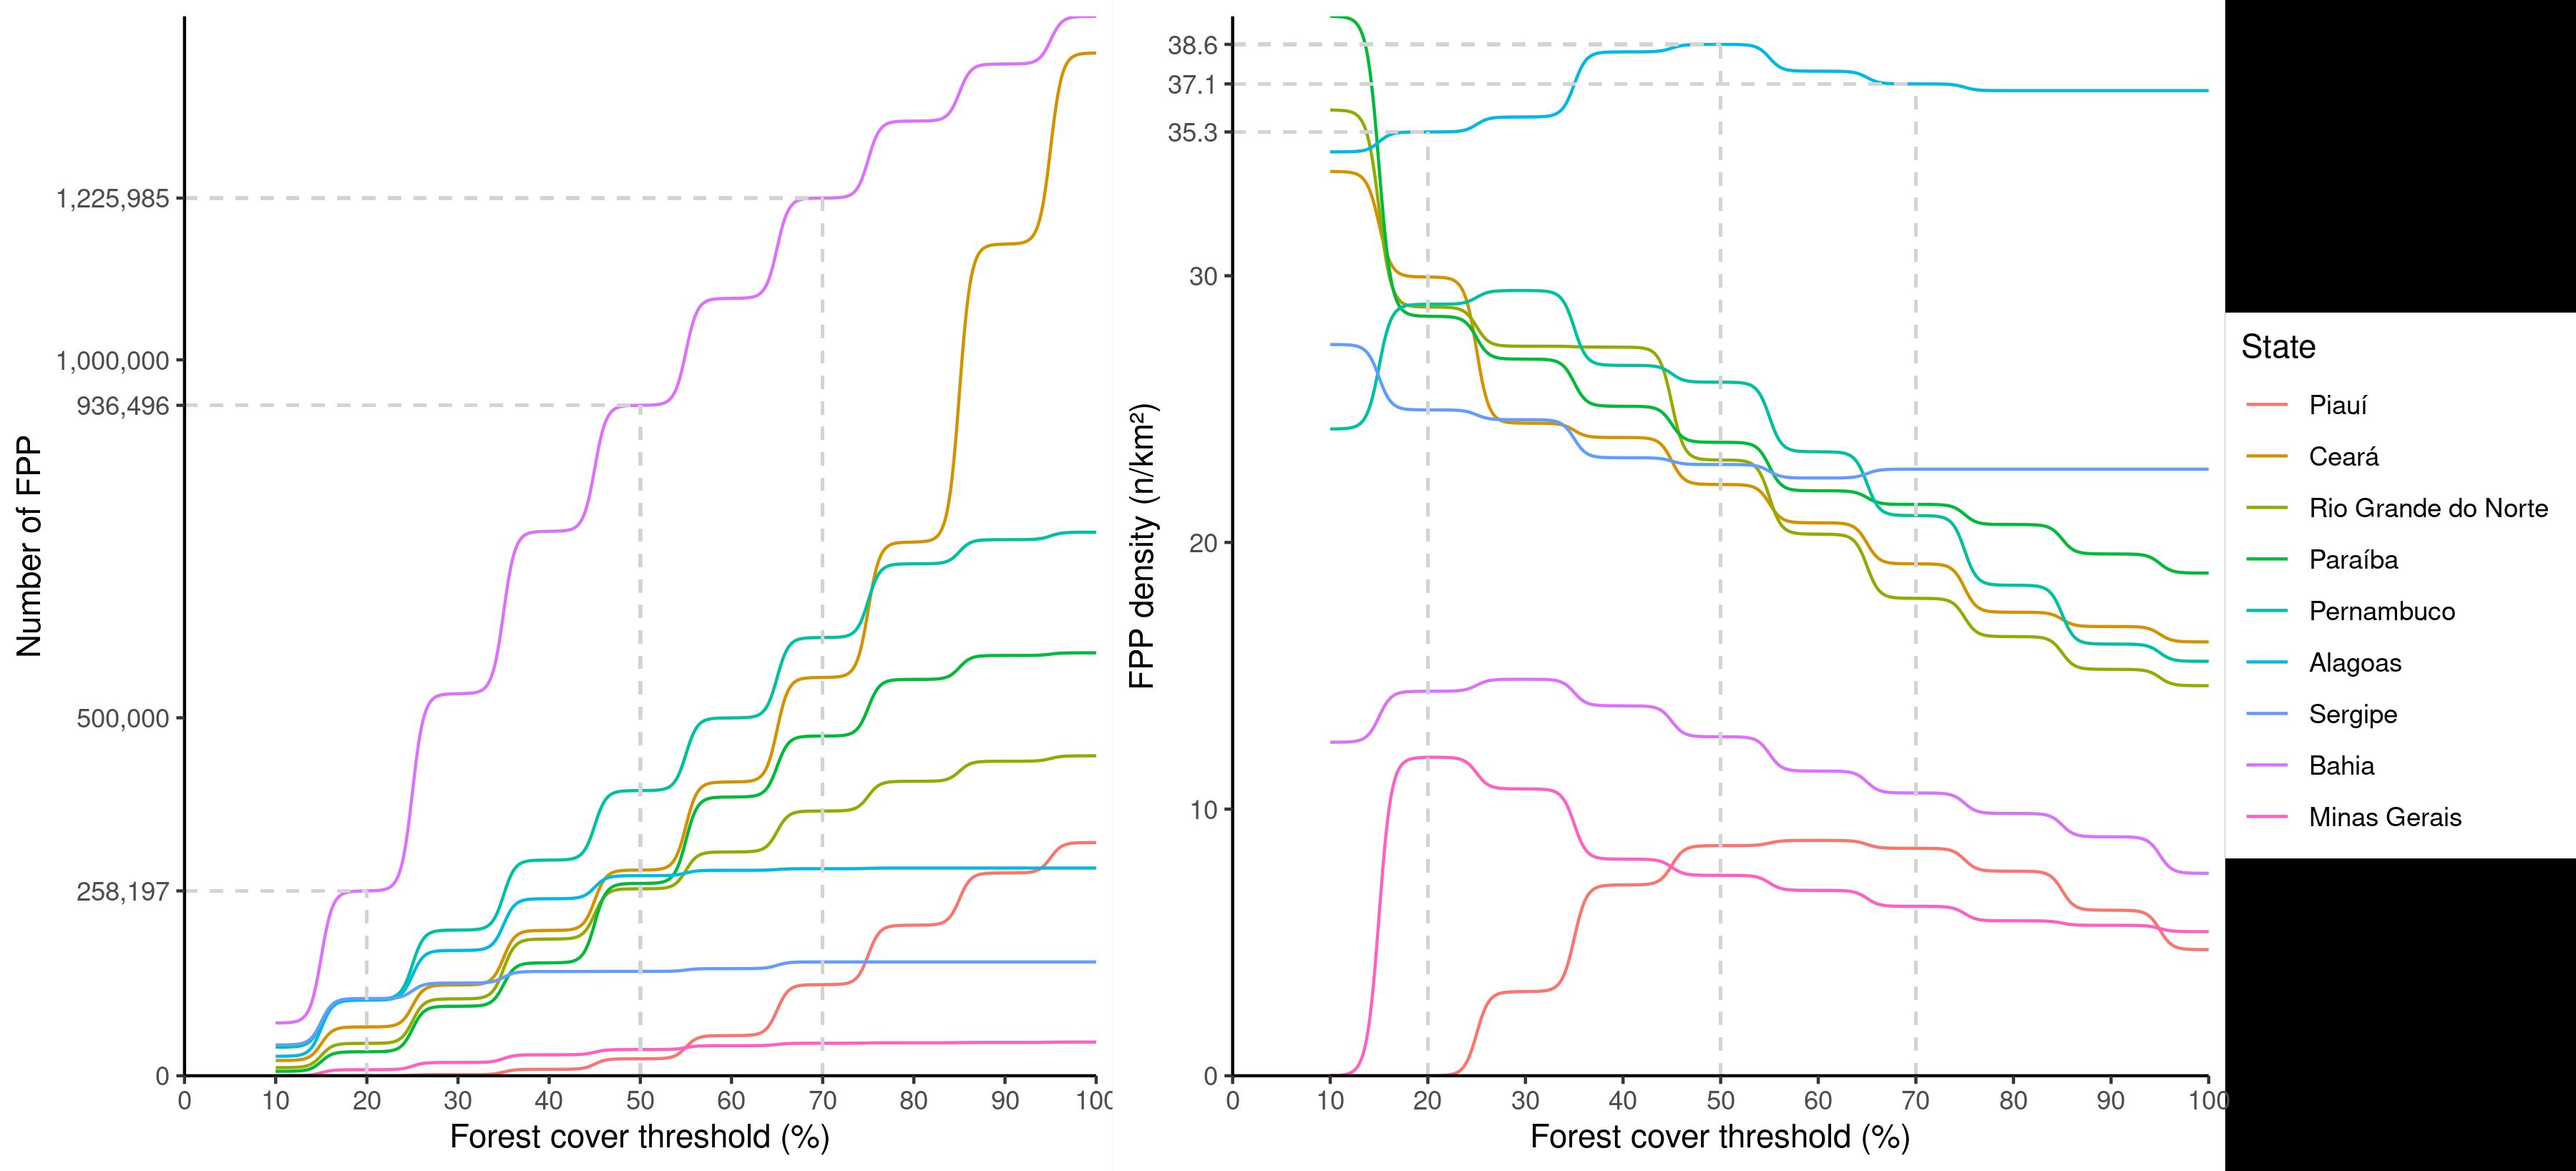 Number of FPP
1,225,985
1,000,000
936,496
500,000
258,197
0
0 10 20 30 40 50 60 70 80 90 100
Forest cover threshold (%)
FPP density (n/km²)
38.6
37.1
35.3
30
20
10
0
0 10 20 30 40 50 60 70 80 90 100
Forest cover threshold (%)
State
Piauí
Ceará
Rio Grande do Norte
Paraíba
Pernambuco
Alagoas
Sergipe
Bahia
Minas Gerais